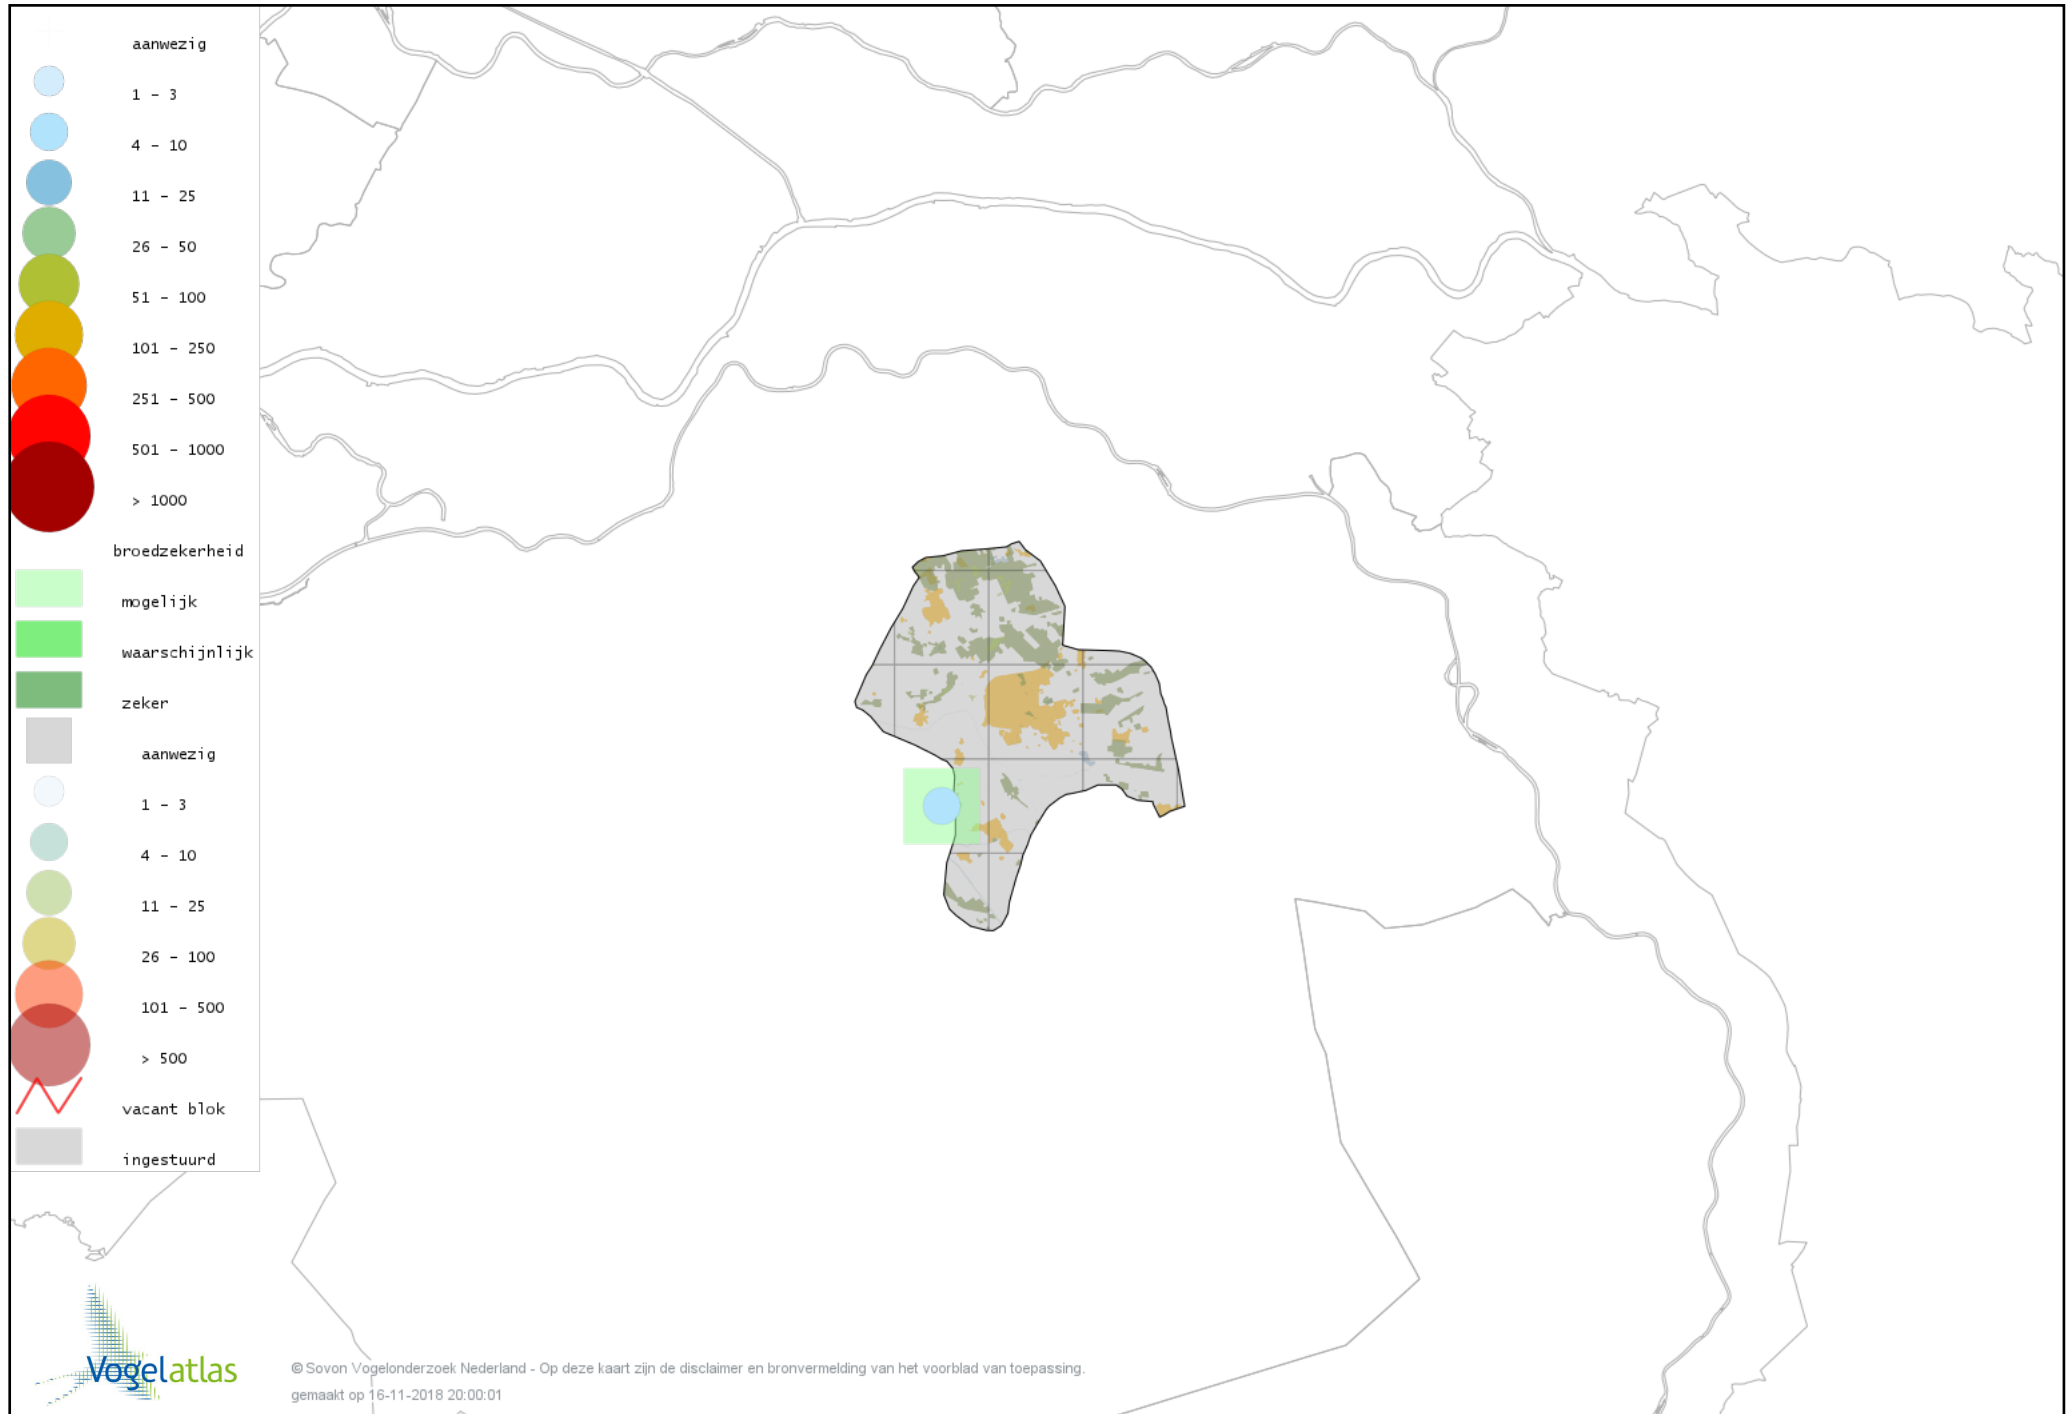 aanwezig
1 - 3
4 - 10
11 - 25
26 - 50
51 - 100
101 - 250
251 - 500
501 - 1000
> 1000
broedzekerheid
mogelijk
waarschijnlijk
zeker
aanwezig
1 - 3
4 - 10
11 - 25
26 - 100
101 - 500
> 500
vacant blok
ingestuurd
Vogelatlas
© Sovon Vogelonderzoek Nederland - Op deze kaart zijn de disclaimer en bronvermelding van het voorblad van toepassing.
gemaakt op 16-11-2018 20:00:01